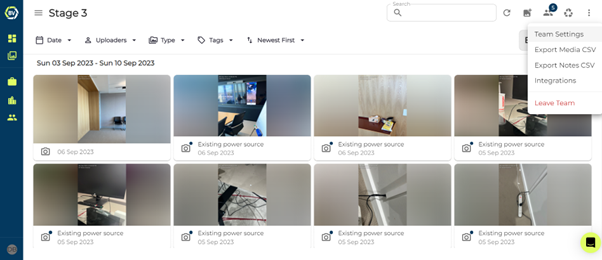 BV
Stage 3
Search
5
Date
Uploaders
Type
Tags
Newest First
Team Settings
Export Media CSV
Export Notes CSV
Integrations
Leave Team
Sun 03 Sep 2023 - Sun 10 Sep 2023
06 Sep 2023
Existing power source
06 Sep 2023
Existing power source
06 Sep 2023
Existing power source
05 Sep 2023
Existing power source
05 Sep 2023
Existing power source
05 Sep 2023
Existing power source
05 Sep 2023
Existing power source
05 Sep 2023